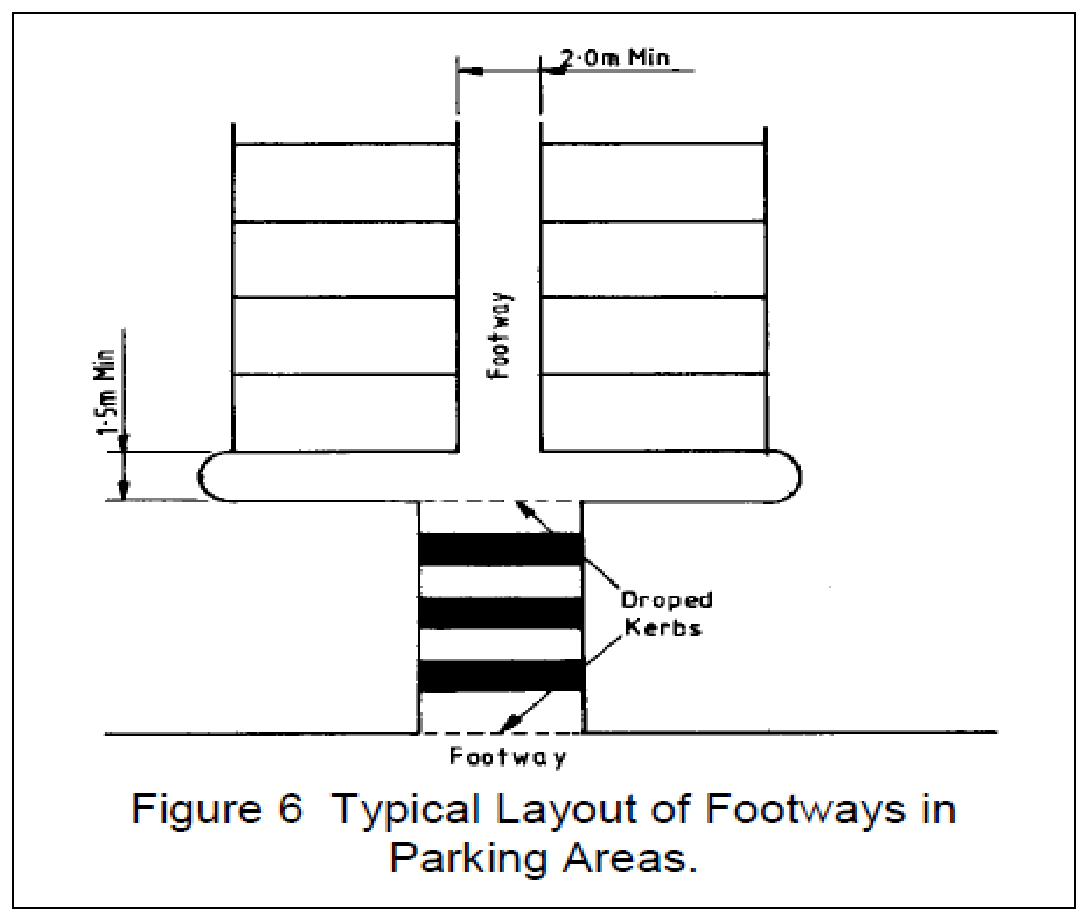 2·0m Min
Footway
1·5m Min
Droped
Kerbs
Footway
Figure 6 Typical Layout of Footways in
Parking Areas.